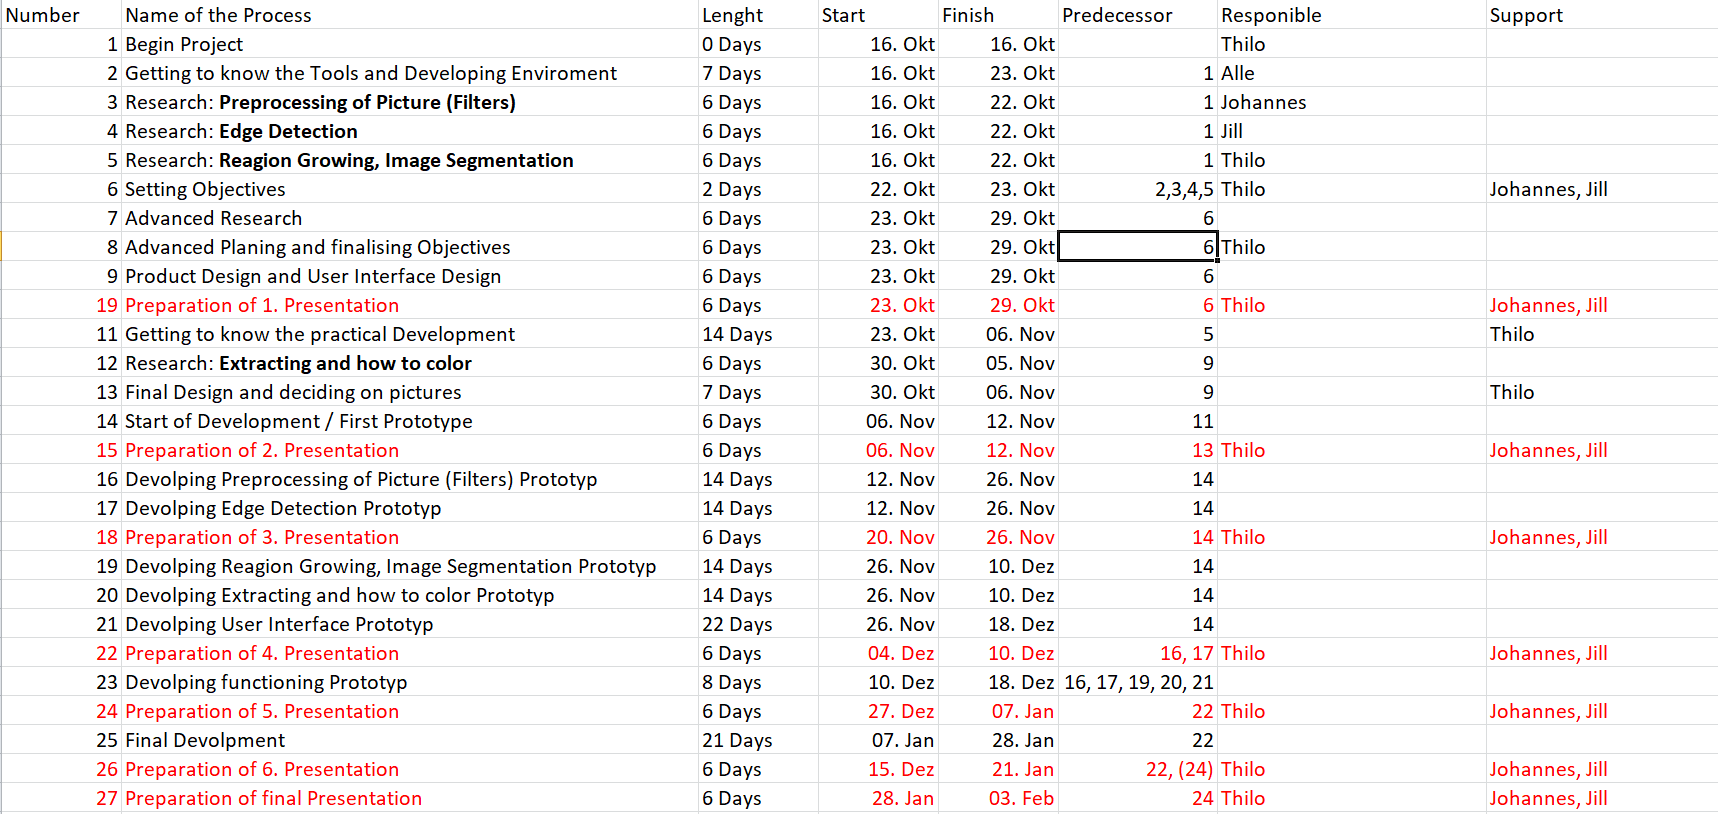 Number Name of the Process Lenght Start Finish Predecessor Responible Support
1 Begin Project 0 Days 16. Okt 16. Okt Thilo
2 Getting to know the Tools and Developing Enviroment 7 Days 16. Okt 23. Okt 1 Alle
3 Research: Preprocessing of Picture (Filters) 6 Days 16. Okt 22. Okt 1 Johannes
4 Research: Edge Detection 6 Days 16. Okt 22. Okt 1 Jill
5 Research: Reagion Growing, Image Segmentation 6 Days 16. Okt 22. Okt 1 Thilo
6 Setting Objectives 2 Days 22. Okt 23. Okt 2,3,4,5 Thilo Johannes, Jill
7 Advanced Research 6 Days 23. Okt 29. Okt 6
8 Advanced Planing and finalising Objectives 6 Days 23. Okt 29. Okt 6 Thilo
9 Product Design and User Interface Design 6 Days 23. Okt 29. Okt 6
19 Preparation of 1. Presentation 6 Days 23. Okt 29. Okt 6 Thilo Johannes, Jill
11 Getting to know the practical Development 14 Days 23. Okt 06. Nov 5 Thilo
12 Research: Extracting and how to color 6 Days 30. Okt 05. Nov 9
13 Final Design and deciding on pictures 7 Days 30. Okt 06. Nov 9 Thilo
14 Start of Development / First Prototype 6 Days 06. Nov 12. Nov 11
15 Preparation of 2. Presentation 6 Days 06. Nov 12. Nov 13 Thilo Johannes, Jill
16 Devolping Preprocessing of Picture (Filters) Prototyp 14 Days 12. Nov 26. Nov 14
17 Devolping Edge Detection Prototyp 14 Days 12. Nov 26. Nov 14
18 Preparation of 3. Presentation 6 Days 20. Nov 26. Nov 14 Thilo Johannes, Jill
19 Devolping Reagion Growing, Image Segmentation Prototyp 14 Days 26. Nov 10. Dez 14
20 Devolping Extracting and how to color Prototyp 14 Days 26. Nov 10. Dez 14
21 Devolping User Interface Prototyp 22 Days 26. Nov 18. Dez 14
22 Preparation of 4. Presentation 6 Days 04. Dez 10. Dez 16, 17 Thilo Johannes, Jill
23 Devolping functioning Prototyp 8 Days 10. Dez 18. Dez 16, 17, 19, 20, 21
24 Preparation of 5. Presentation 6 Days 27. Dez 07. Jan 22 Thilo Johannes, Jill
25 Final Devolpment 21 Days 07. Jan 28. Jan 22
26 Preparation of 6. Presentation 6 Days 15. Dez 21. Jan 22, (24) Thilo Johannes, Jill
27 Preparation of final Presentation 6 Days 28. Jan 03. Feb 24 Thilo Johannes, Jill